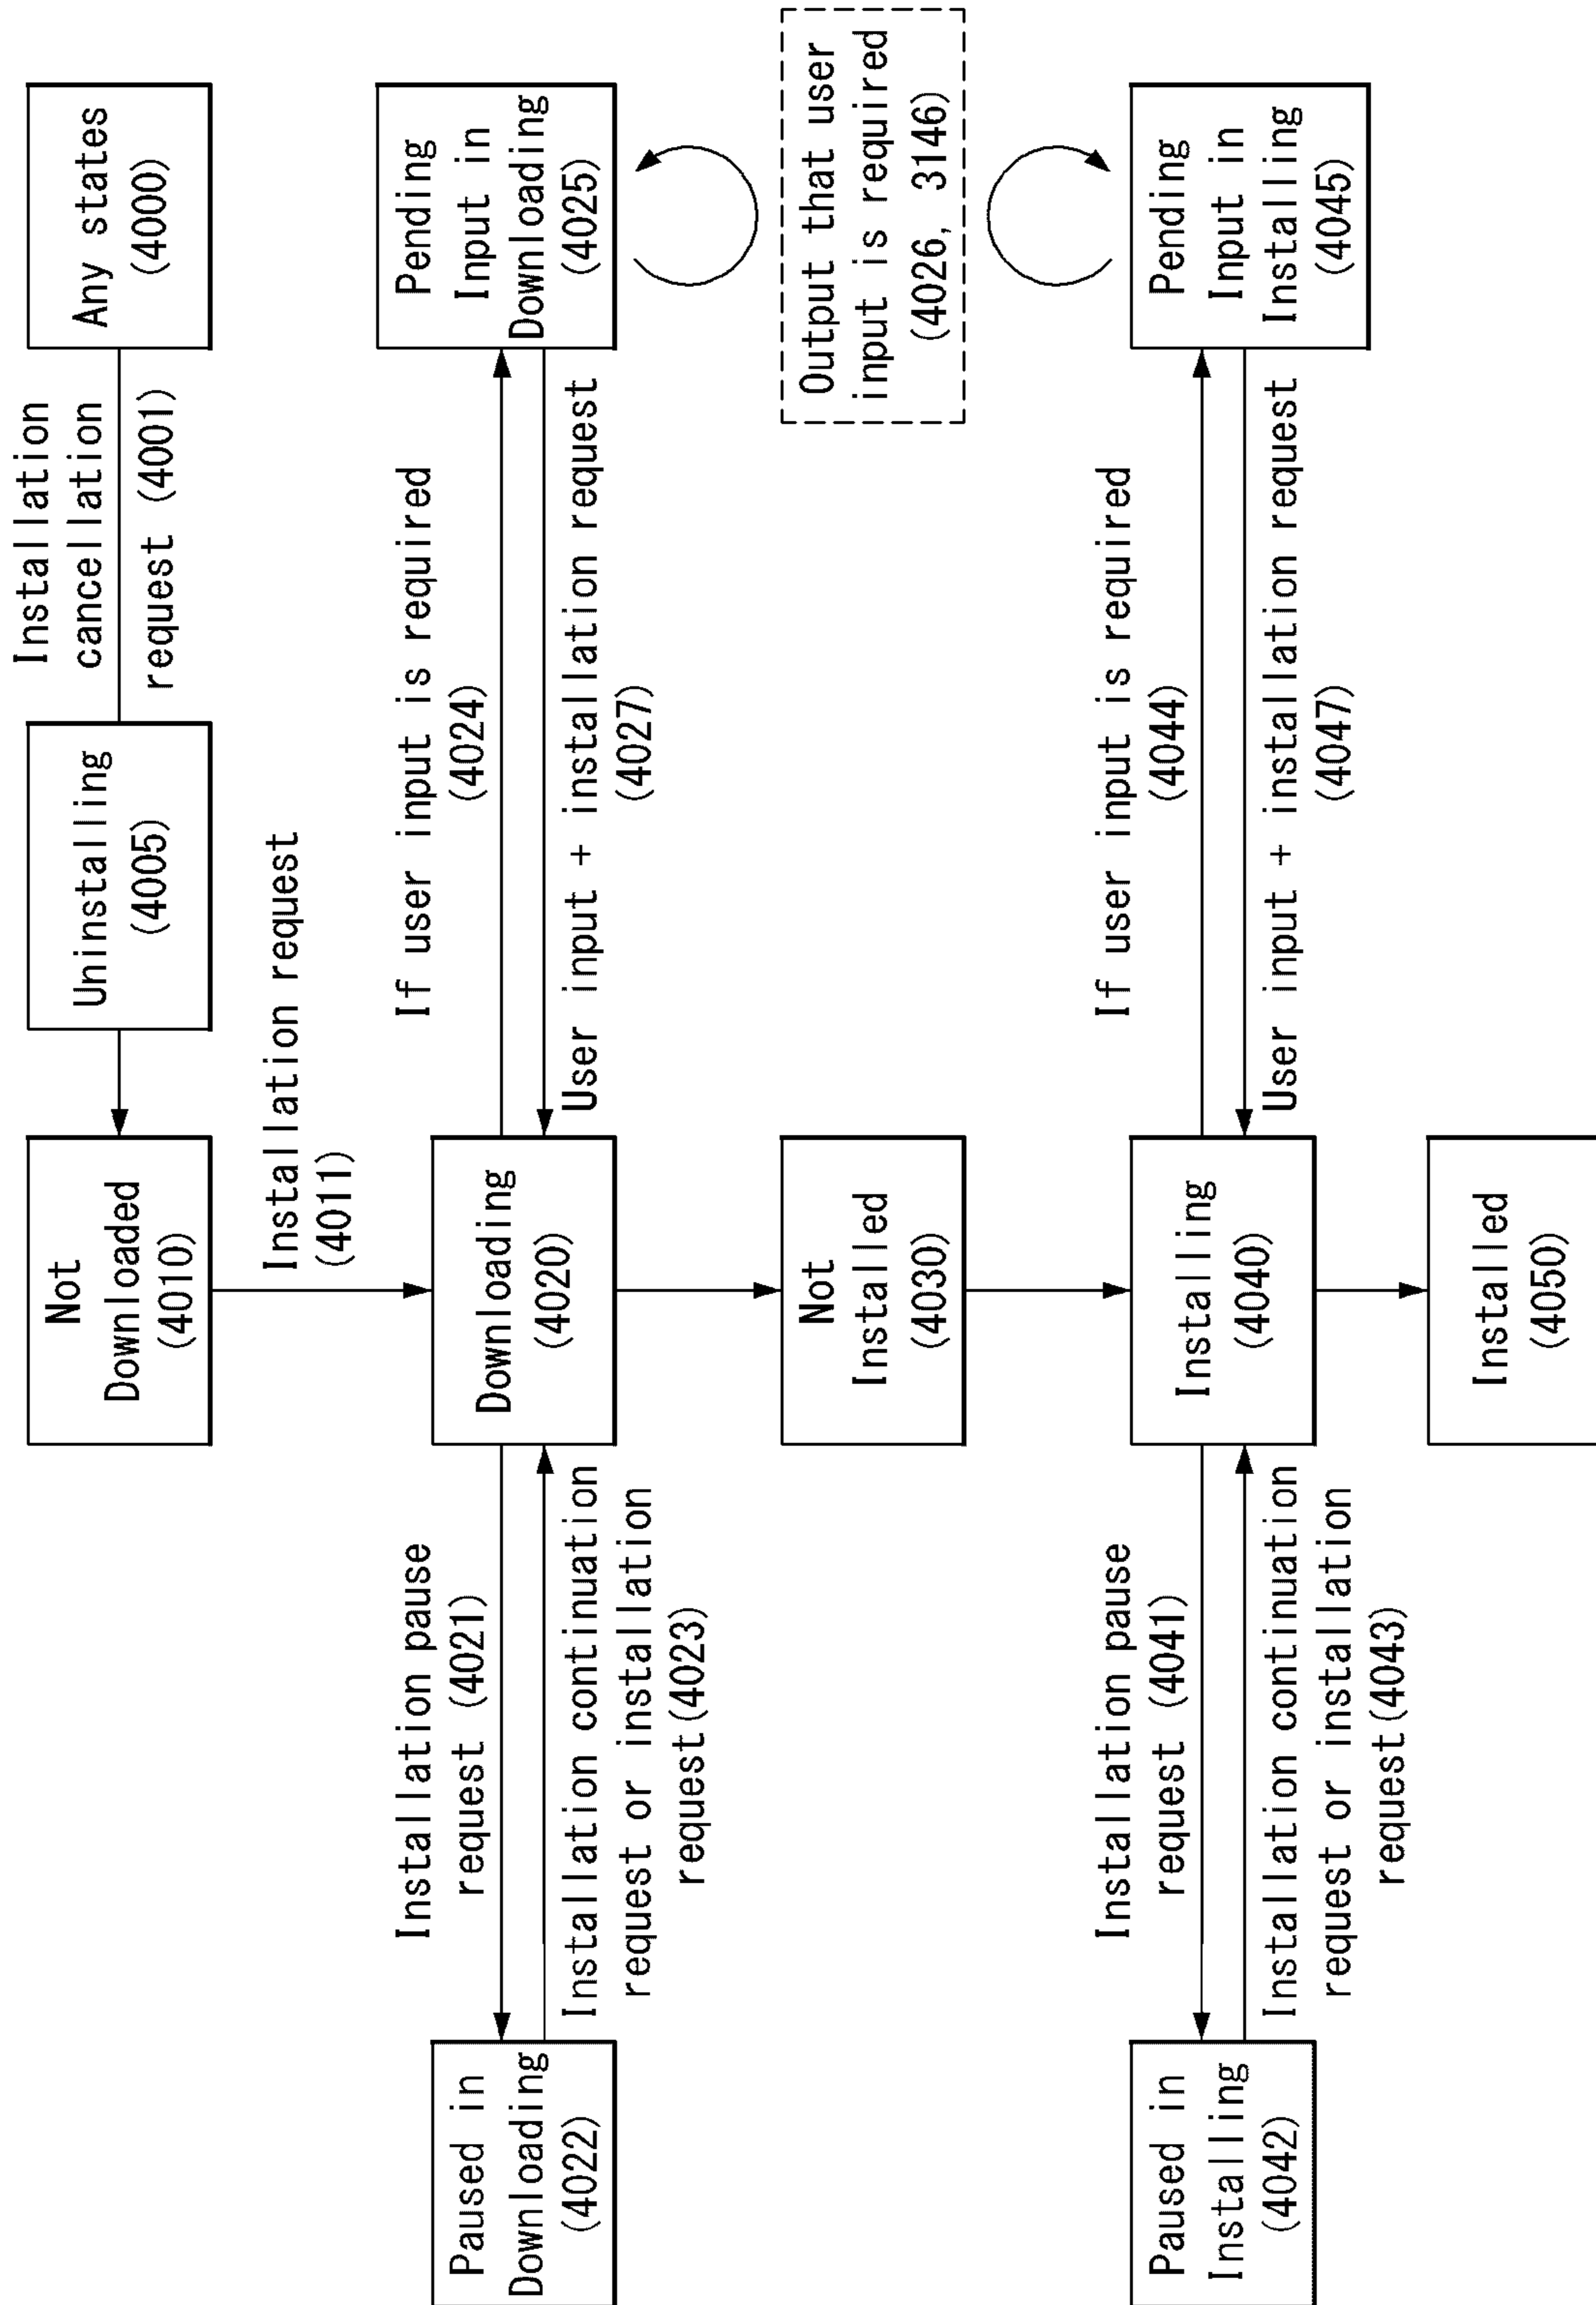 Any states
(4000)
Installation
cancellation
request (4001)
Uninstalling
(4005)
Not
Downloaded
(4010)
Installation request
(4011)
Pending
Input in
Downloading
(4025)
If user input is required
(4024)
User input + installation request
(4027)
Downloading
(4020)
Installation pause
request (4021)
Installation continuation
request or installation
request(4023)
Paused in
Downloading
(4022)
Output that user
input is required
(4026, 3146)
Not
Installed
(4030)
Pending
Input in
Installing
(4045)
If user input is required
(4044)
User input + installation request
(4047)
Installing
(4040)
Installation pause
request (4041)
Installation continuation
request or installation
request(4043)
Paused in
Installing
(4042)
Installed
(4050)